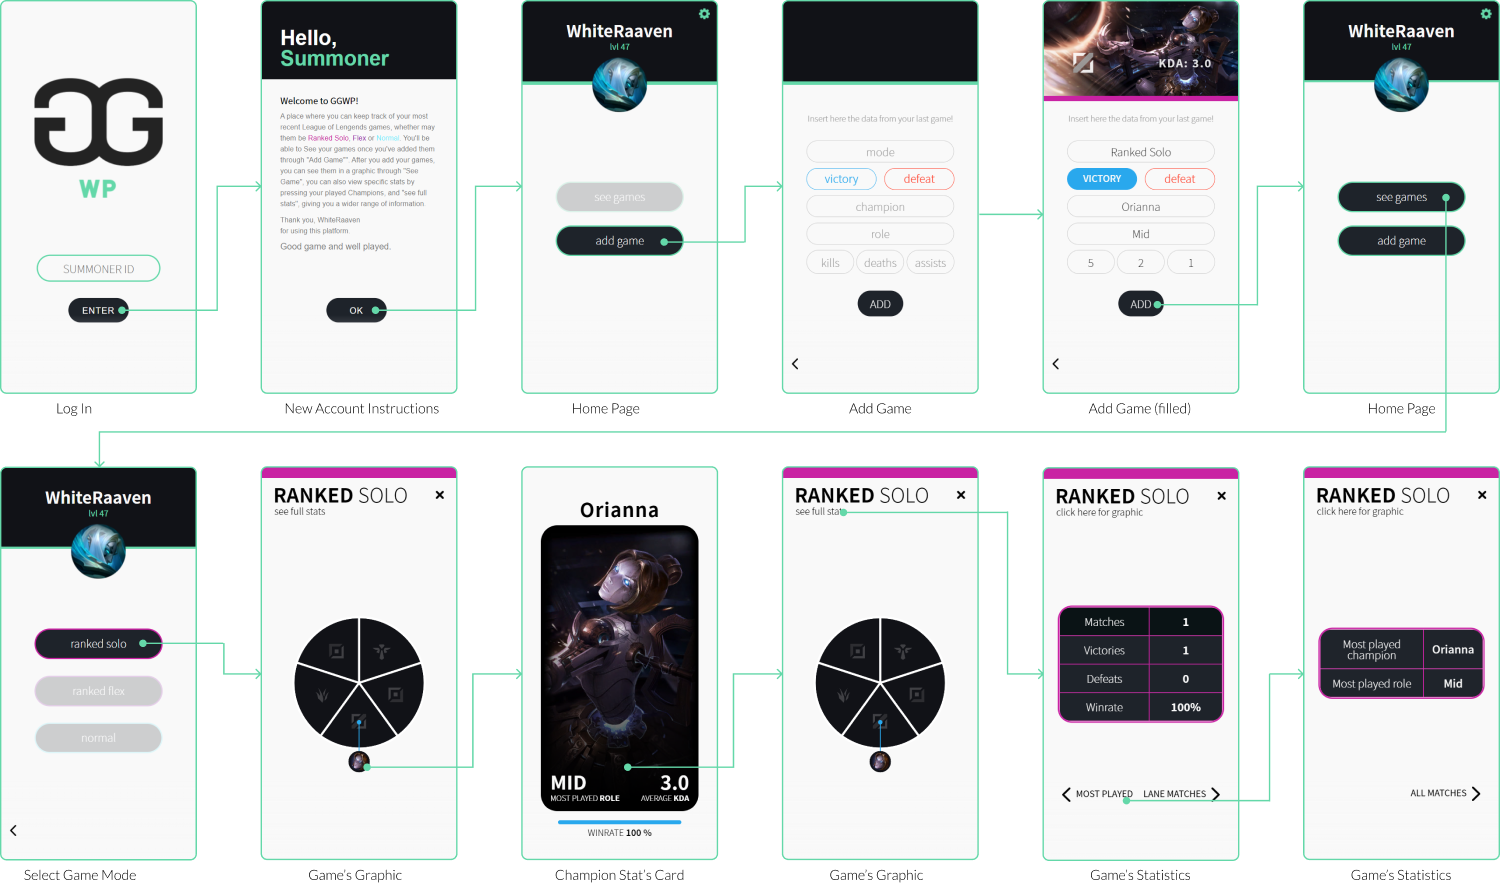 GG
WP
SUMMONER ID
ENTER
Log In
Hello,
Summoner
Welcome to GGWP!
A place where you can keep track of your most
recent League of Lengends games, whether may
them be Ranked Solo, Flex or Normal. You'll be
able to See your games once you've added them
through "Add Game"". After you add your games,
you can see them in a graphic through "See
Game", you can also view specific stats by
pressing your played Champions, and "see full
stats", giving you a wider range of information.
Thank you, WhiteRaaven
for using this platform.
Good game and well played.
OK
New Account Instructions
WhiteRaaven
lvl 47
see games
add game
Home Page
Insert here the data from your last game!
mode
victory defeat
champion
role
kills deaths assists
ADD
Add Game
KDA: 3.0
Insert here the data from your last game!
Ranked Solo
VICTORY defeat
Orianna
Mid
5 2 1
ADD
Add Game (filled)
WhiteRaaven
lvl 47
see games
add game
Home Page
WhiteRaaven
lvl 47
ranked solo
ranked flex
normal
Select Game Mode
RANKED SOLO
see full stats
Game's Graphic
Orianna
MID 3.0
MOST PLAYED ROLE AVERAGE KDA
WINRATE 100 %
Champion Stat's Card
RANKED SOLO
see full stats
Game's Graphic
RANKED SOLO
click here for graphic
Matches 1
Victories 1
Defeats 0
Winrate 100%
MOST PLAYED LANE MATCHES
Game's Statistics
RANKED SOLO
click here for graphic
Most played
champion Orianna
Most played role Mid
ALL MATCHES
Game's Statistics